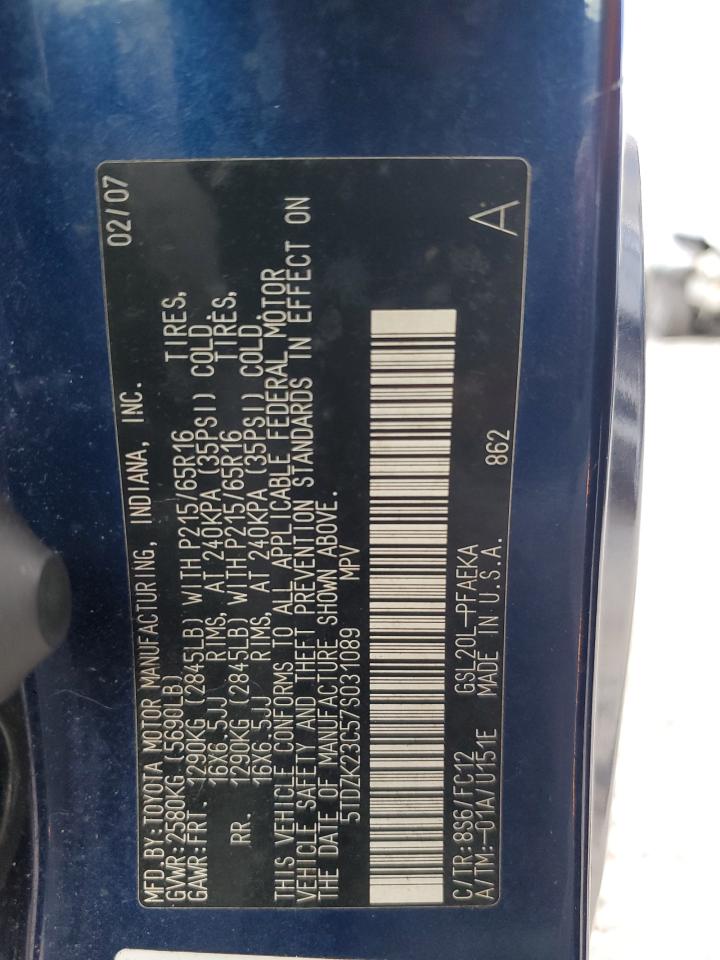 02/07
MFD BY:TOYOTA MOTOR MANUFACTURING, INDIANA, INC.
GVWR:2580KG (5690LB)
GAWR:FRT. 1290KG (2845LB) WITH P215/65R16 TIRES,
16X6.5JJ RIMS, AT 240KPA (35PSI) COLD.
RR. 1290KG (2845LB) WITH P215/65R16 TIRES,
16X6.5JJ RIMS, AT 240KPA (35PSI) COLD.
THIS VEHICLE CONFORMS TO ALL APPLICABLE FEDERAL MOTOR
VEHICLE SAFETY AND THEFT PREVENTION STANDARDS IN EFFECT ON
THE DATE OF MANUFACTURE SHOWN ABOVE.
5TDZK23C57S031089 MPV
C/TR:8S6/FC12 GSL20L-PFAEKA
A/TM:-01A/U151E MADE IN U.S.A. 862 A